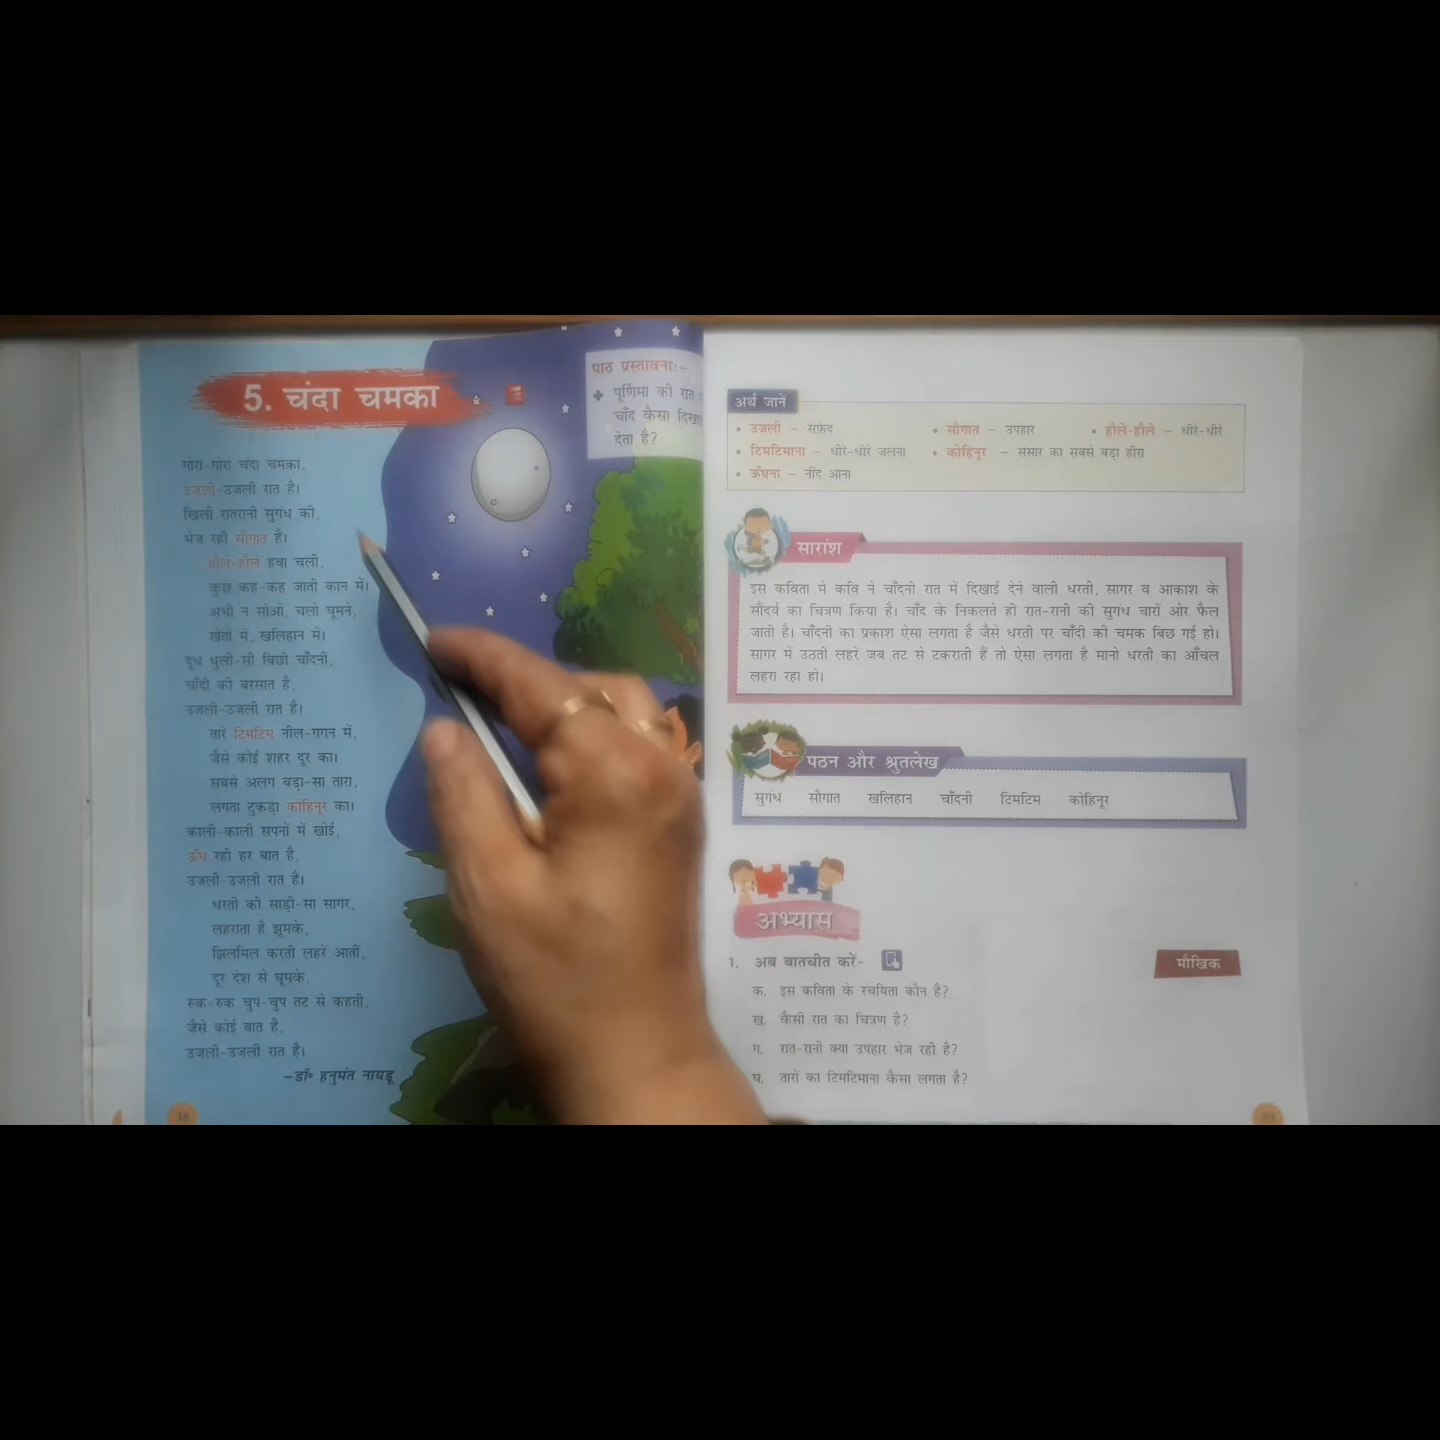 5. चंदा चमका
गोरा-गोरा चंदा चमका,
उजली-उजली रात है।
खिली रातरानी सुगंध की,
भेज रही सौगात है।
हौले-हौले हवा चली,
कुछ कह-कह जाती कान में।
अभी न सोओ, चलो घूमने,
खेतों में, खलिहान में।
दूध धुली-सी बिछी चाँदनी,
चाँदी की बरसात है,
उजली-उजली रात है।
तारे टिमटिम नील-गगन में,
जैसे कोई शहर दूर का।
सबसे अलग बड़ा-सा तारा,
लगता टुकड़ा कोहिनूर का।
काली-काली सपनों में खोई,
ऊँघ रही हर बात है,
उजली-उजली रात है।
धरती की साड़ी-सा सागर,
लहराता है झूमके,
झिलमिल करती लहरें आतीं,
दूर देश से घूमके,
रुक-रुक चुप-चुप तट से कहती,
जैसे कोई बात है,
उजली-उजली रात है।
–डॉ॰ हनुमंत नायडू
38
पाठ प्रस्तावना:–
पूर्णिमा की रात
चाँद कैसा दिखाई
देता है?
अर्थ जानें
• उजली – सफ़ेद • सौगात – उपहार • हौले-हौले – धीरे-धीरे
• टिमटिमाना – धीरे-धीरे जलना • कोहिनूर – संसार का सबसे बड़ा हीरा
• ऊँघना – नींद आना
सारांश
इस कविता में कवि ने चाँदनी रात में दिखाई देने वाली धरती, सागर व आकाश के
सौंदर्य का चित्रण किया है। चाँद के निकलते ही रात-रानी की सुगंध चारों ओर फैल
जाती है। चाँदनी का प्रकाश ऐसा लगता है जैसे धरती पर चाँदी की चमक बिछ गई हो।
सागर में उठती लहरें जब तट से टकराती हैं तो ऐसा लगता है मानो धरती का आँचल
लहरा रहा हो।
पठन और श्रुतलेख
सुगंध सौगात खलिहान चाँदनी टिमटिम कोहिनूर
अभ्यास
1. अब बातचीत करें- मौखिक
क. इस कविता के रचयिता कौन है?
ख. कैसी रात का चित्रण है?
ग. रात-रानी क्या उपहार भेज रही है?
घ. तारों का टिमटिमाना कैसा लगता है?
39